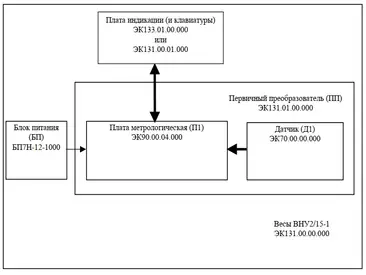 Плата индикации (и клавиатуры)
ЭК133.01.00.000
или
ЭК131.00.01.000
Первичный преобразователь (ПП)
ЭК131.01.00.000
Блок питания
(БП)
БП7Н-12-1000
Плата метрологическая (П1)
ЭК90.00.04.000
Датчик (Д1)
ЭК70.00.00.000
Весы ВНУ2/15-1
ЭК131.00.00.000